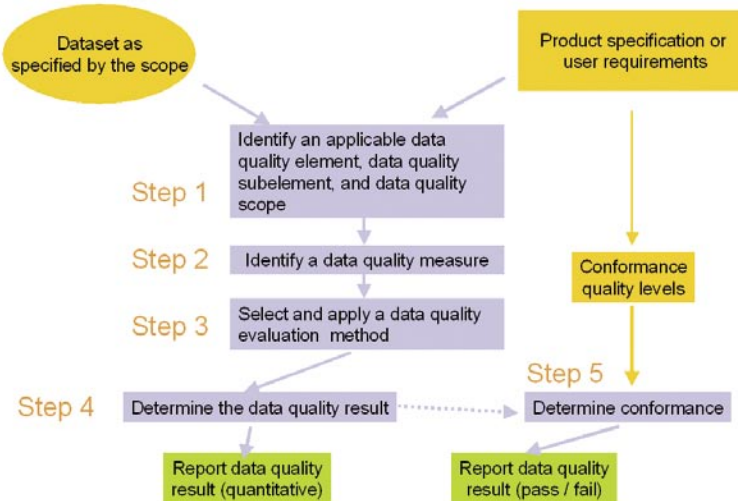 Dataset as
specified by the scope
Product specification or
user requirements
Step 1
Identify an applicable data
quality element, data quality
subelement, and data quality
scope
Step 2
Identify a data quality measure
Conformance
quality levels
Step 3
Select and apply a data quality
evaluation method
Step 4
Determine the data quality result
Step 5
Determine conformance
Report data quality
result (quantitative)
Report data quality
result (pass / fail)